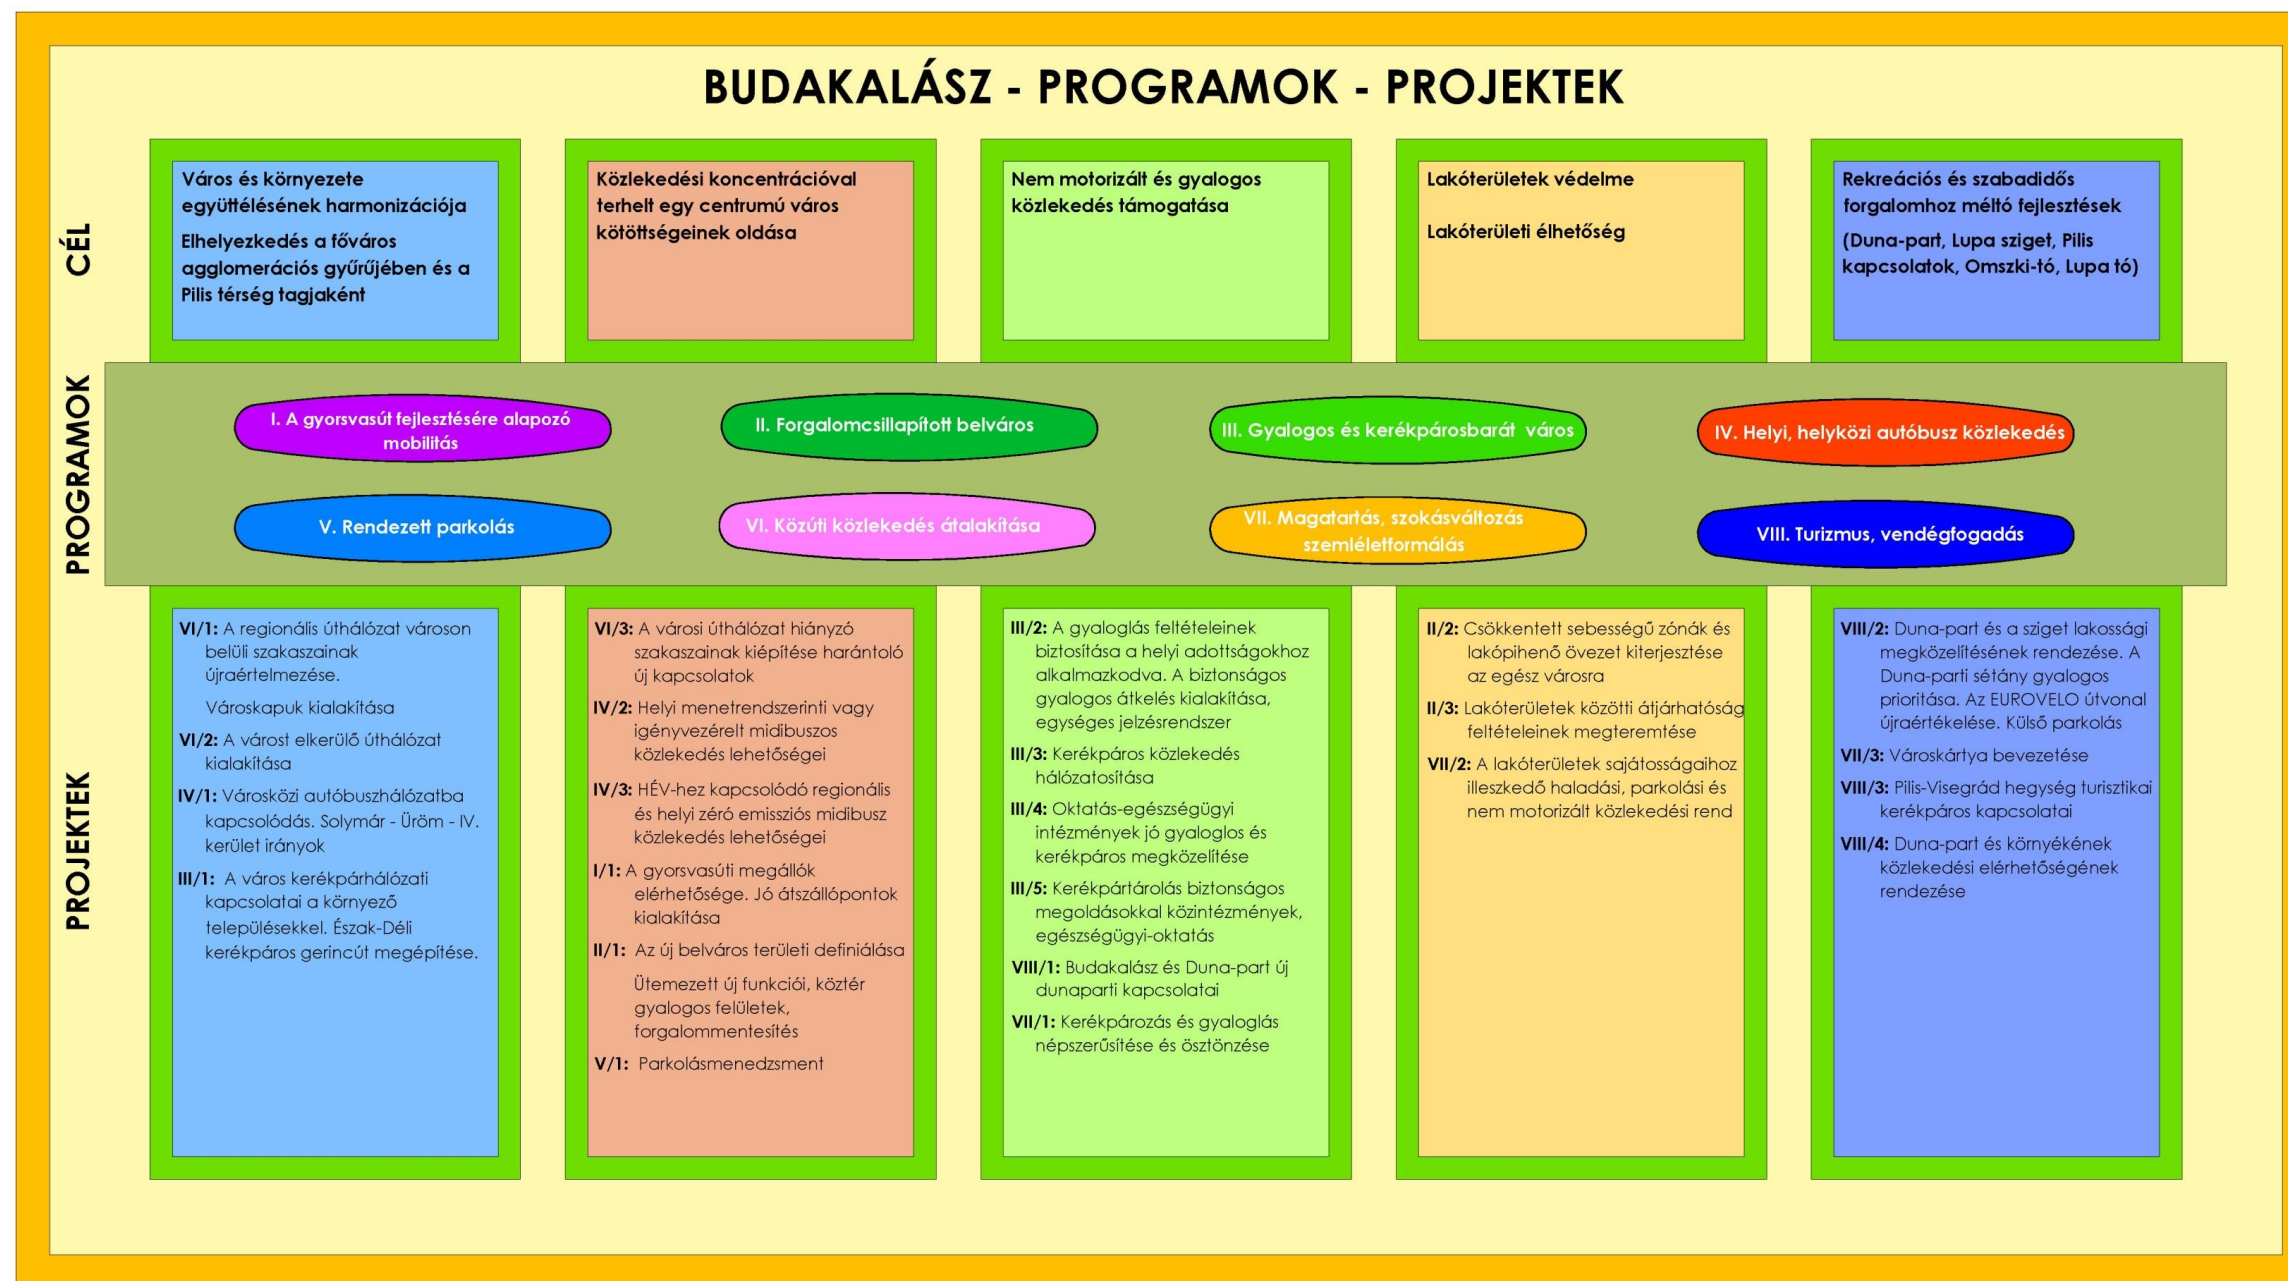 BUDAKALÁSZ - PROGRAMOK - PROJEKTEK
CÉL
Város és környezete
együttélésének harmonizációja
Elhelyezkedés a főváros
agglomerációs gyűrűjében és a
Pilis térség tagjaként
Közlekedési koncentrációval
terhelt egy centrumú város
kötöttségeinek oldása
Nem motorizált és gyalogos
közlekedés támogatása
Lakóterületek védelme
Lakóterületi élhetőség
Rekreációs és szabadidős
forgalomhoz méltó fejlesztések
(Duna-part, Lupa sziget, Pilis
kapcsolatok, Omszki-tó, Lupa tó)
PROGRAMOK
I. A gyorsvasút fejlesztésére alapozó
mobilitás
II. Forgalomcsillapított belváros
III. Gyalogos és kerékpárosbarát város
IV. Helyi, helyközi autóbusz közlekedés
V. Rendezett parkolás
VI. Közúti közlekedés átalakítása
VII. Magatartás, szokásváltozás
szemléletformálás
VIII. Turizmus, vendégfogadás
PROJEKTEK
VI/1: A regionális úthálózat városon
belüli szakaszainak
újraértelmezése.
Városkapuk kialakítása
VI/2: A várost elkerülő úthálózat
kialakítása
IV/1: Városközi autóbuszhálózatba
kapcsolódás. Solymár - Üröm - IV.
kerület irányok
III/1: A város kerékpárhálózati
kapcsolatai a környező
településekkel. Észak-Déli
kerékpáros gerincút megépítése.
VI/3: A városi úthálózat hiányzó
szakaszainak kiépítése harántoló
új kapcsolatok
IV/2: Helyi menetrendszerinti vagy
igényvezérelt midibuszos
közlekedés lehetőségei
IV/3: HÉV-hez kapcsolódó regionális
és helyi zéró emissziós midibusz
közlekedés lehetőségei
I/1: A gyorsvasúti megállók
elérhetősége. Jó átszállópontok
kialakítása
II/1: Az új belváros területi definiálása
Ütemezett új funkciói, köztér
gyalogos felületek,
forgalommentesítés
V/1: Parkolásmenedzsment
III/2: A gyaloglás feltételeinek
biztosítása a helyi adottságokhoz
alkalmazkodva. A biztonságos
gyalogos átkelés kialakítása,
egységes jelzésrendszer
III/3: Kerékpáros közlekedés
hálózatosítása
III/4: Oktatás-egészségügyi
intézmények jó gyaloglos és
kerékpáros megközelítése
III/5: Kerékpártárolás biztonságos
megoldásokkal közintézmények,
egészségügyi-oktatás
VIII/1: Budakalász és Duna-part új
dunaparti kapcsolatai
VII/1: Kerékpározás és gyaloglás
népszerűsítése és ösztönzése
II/2: Csökkentett sebességű zónák és
lakópihenő övezet kiterjesztése
az egész városra
II/3: Lakóterületek közötti átjárhatóság
feltételeinek megteremtése
VII/2: A lakóterületek sajátosságaihoz
illeszkedő haladási, parkolási és
nem motorizált közlekedési rend
VIII/2: Duna-part és a sziget lakossági
megközelítésének rendezése. A
Duna-parti sétány gyalogos
prioritása. Az EUROVELO útvonal
újraértékelése. Külső parkolás
VII/3: Városkártya bevezetése
VIII/3: Pilis-Visegrád hegység turisztikai
kerékpáros kapcsolatai
VIII/4: Duna-part és környékének
közlekedési elérhetőségének
rendezése